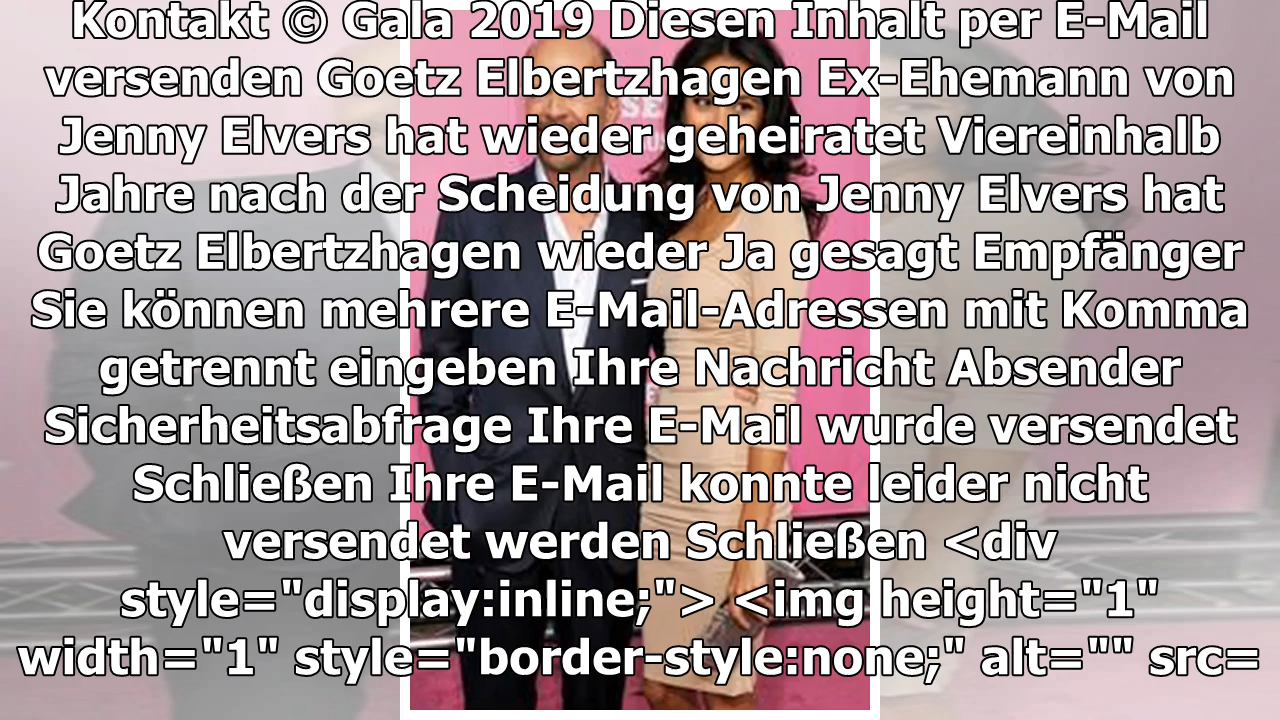 Kontakt © Gala 2019 Diesen Inhalt per E-Mail
versenden Goetz Elbertzhagen Ex-Ehemann von
Jenny Elvers hat wieder geheiratet Viereinhalb
Jahre nach der Scheidung von Jenny Elvers hat
Goetz Elbertzhagen wieder Ja gesagt Empfänger
Sie können mehrere E-Mail-Adressen mit Komma
getrennt eingeben Ihre Nachricht Absender
Sicherheitsabfrage Ihre E-Mail wurde versendet
Schließen Ihre E-Mail konnte leider nicht
versendet werden Schließen <div
style="display:inline;"> <img height="1"
width="1" style="border-style:none;" alt="" src=